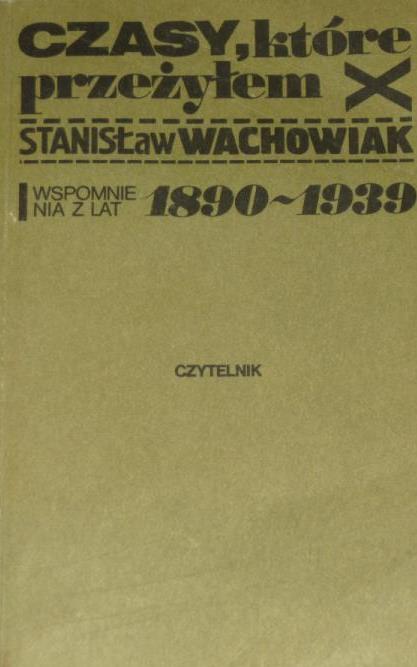 CZASY, które
przeżyłem X
STANISŁAW WACHOWIAK
WSPOMNIE
NIA Z LAT 1890~1939
CZYTELNIK